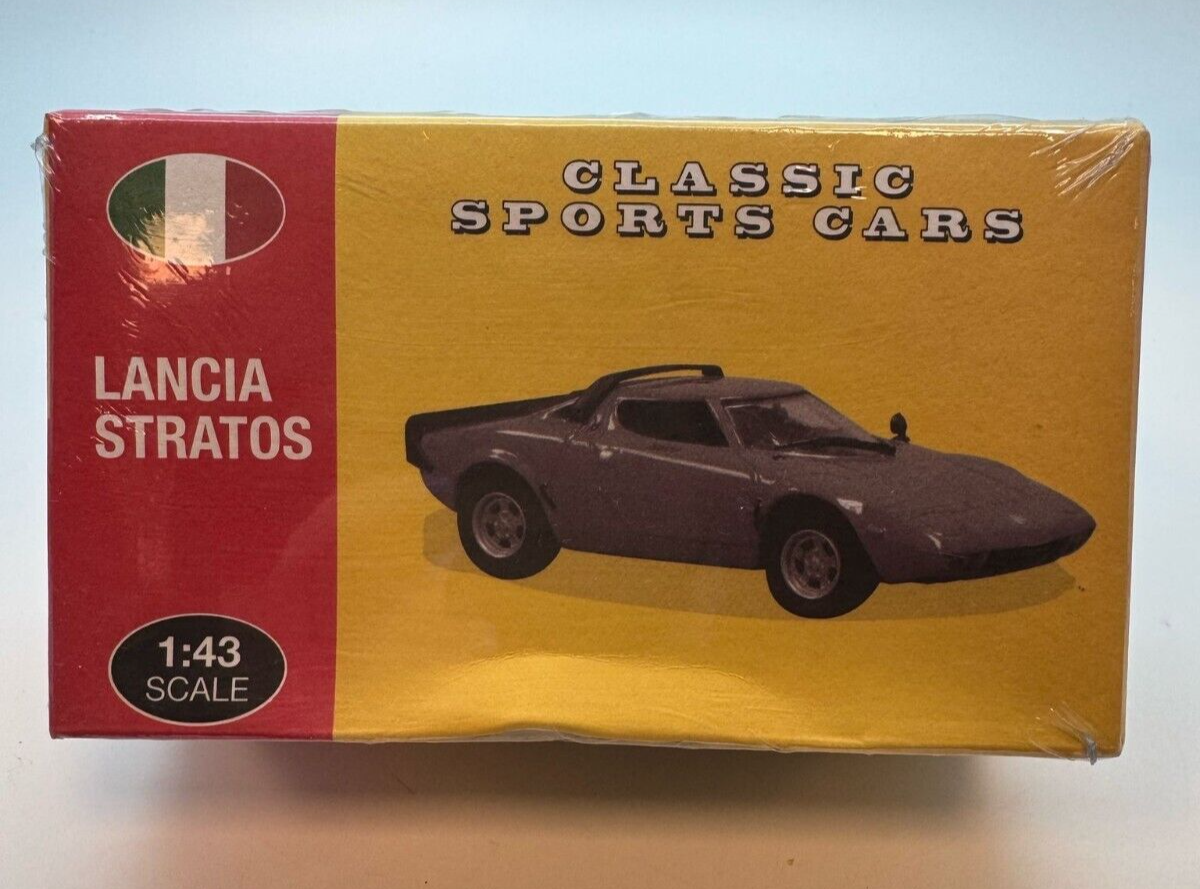 CLASSIC
SPORTS CARS
LANCIA
STRATOS
1:43
SCALE